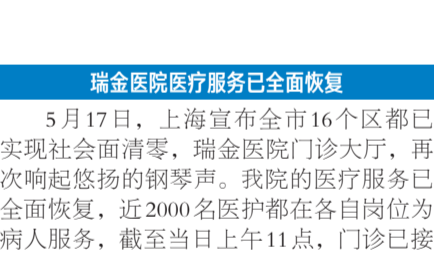 瑞金医院医疗服务已全面恢复
5月17日，上海宣布全市16个区都已
实现社会面清零，瑞金医院门诊大厅，再
次响起悠扬的钢琴声。我院的医疗服务已
全面恢复，近2000名医护都在各自岗位为
病人服务，截至当日上午11点，门诊已接